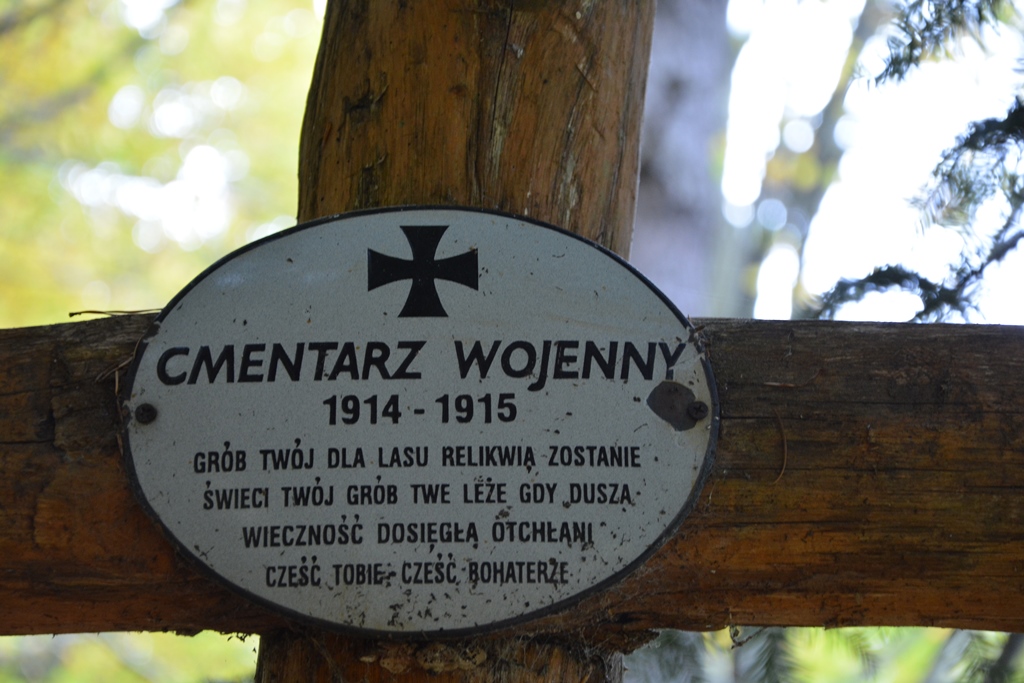 CMENTARZ WOJENNY
1914 - 1915
GRÓB TWÓJ DLA LASU RELIKWIĄ ZOSTANIE
ŚWIECI TWÓJ GRÓB TWE LEŻE GDY DUSZA
WIECZNOŚĆ DOSIĘGŁA OTCHŁANI
CZEŚĆ TOBIE- CZEŚĆ BOHATERZE